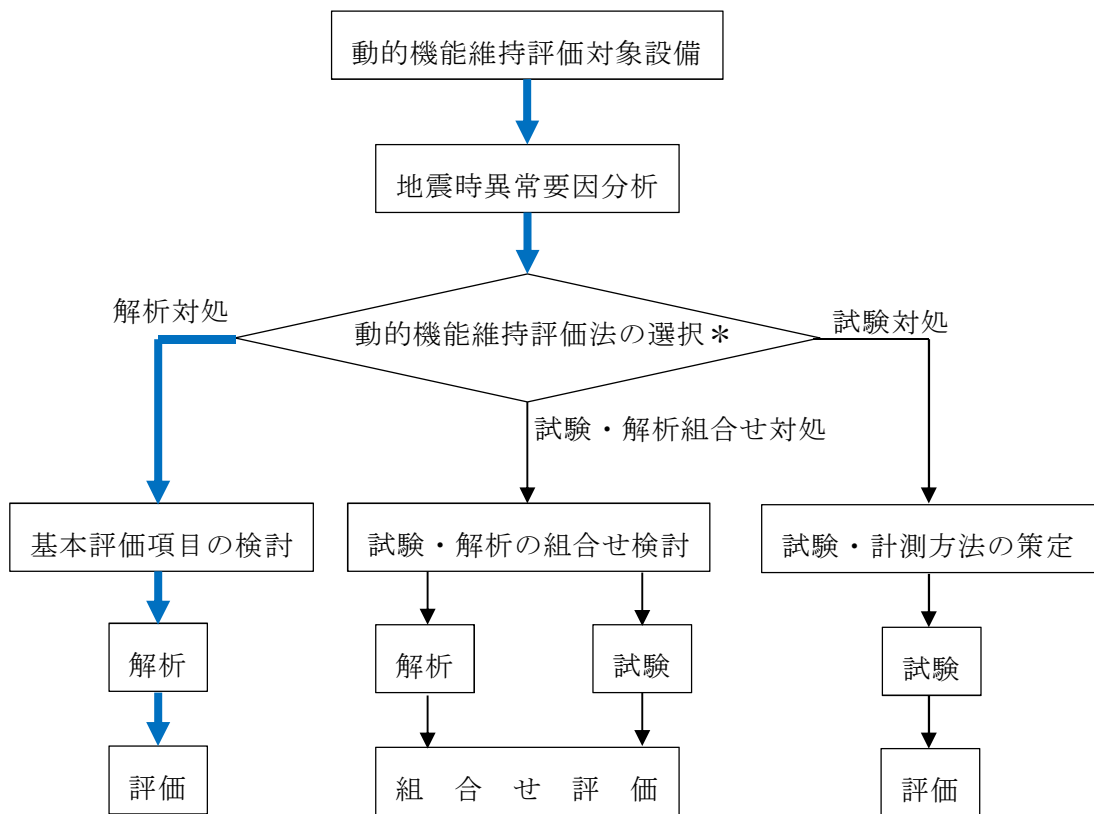 動的機能維持評価対象設備
地震時異常要因分析
解析対処
動的機能維持評価法の選択＊
試験対処
試験・解析組合せ対処
基本評価項目の検討
試験・解析の組合せ検討
試験・計測方法の策定
解析
解析
試験
試験
評価
組 合 せ 評 価
評価